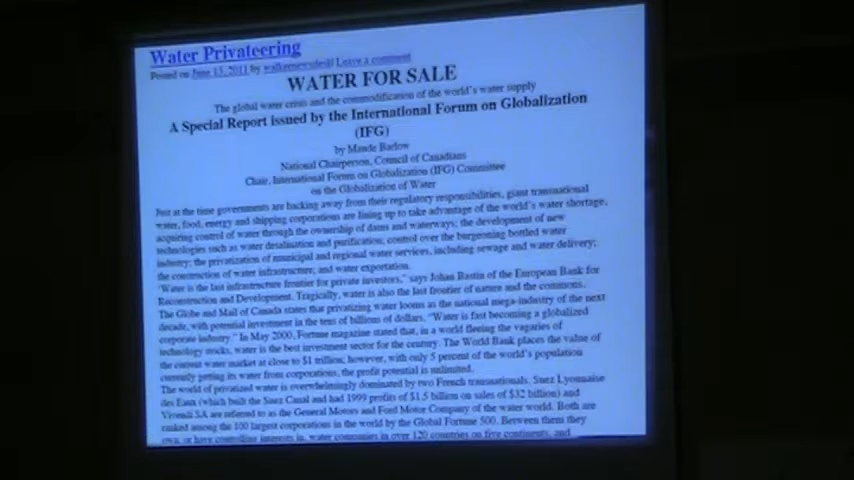 Water Privateering
Posted on June 15, 2011 by walkernewsdesk| Leave a comment
WATER FOR SALE
The global water crisis and the commodification of the world's water supply
A Special Report issued by the International Forum on Globalization
(IFG)
by Maude Barlow
National Chairperson, Council of Canadians
Chair, International Forum on Globalization (IFG) Committee
on the Globalization of Water
Just at the time governments are backing away from their regulatory responsibilities, giant transnational
water, food, energy and shipping corporations are lining up to take advantage of the world's water shortage,
acquiring control of water through the ownership of dams and waterways; the development of new
technologies such as water desalination and purification; control over the burgeoning bottled water
industry; the privatization of municipal and regional water services, including sewage and water delivery;
the construction of water infrastructure; and water exportation.
"Water is the last infrastructure frontier for private investors," says Johan Bastin of the European Bank for
Reconstruction and Development. Tragically, water is also the last frontier of nature and the commons.
The Globe and Mail of Canada states that privatizing water looms as the national mega-industry of the next
decade, with potential investment in the tens of billions of dollars. "Water is fast becoming a globalized
corporate industry." In May 2000, Fortune magazine stated that, in a world fleeing the vagaries of
technology stocks, water is the best investment sector for the century. The World Bank places the value of
the current water market at close to $1 trillion; however, with only 5 percent of the world's population
currently getting its water from corporations, the profit potential is unlimited.
The world of privatized water is overwhelmingly dominated by two French transnationals. Suez Lyonnaise
des Eaux (which built the Suez Canal and had 1999 profits of $1.5 billion on sales of $32 billion) and
Vivendi SA are referred to as the General Motors and Ford Motor Company of the water world. Both are
ranked among the 100 largest corporations in the world by the Global Fortune 500. Between them they
own, or have controlling interests in, water companies in over 120 countries on five continents, and